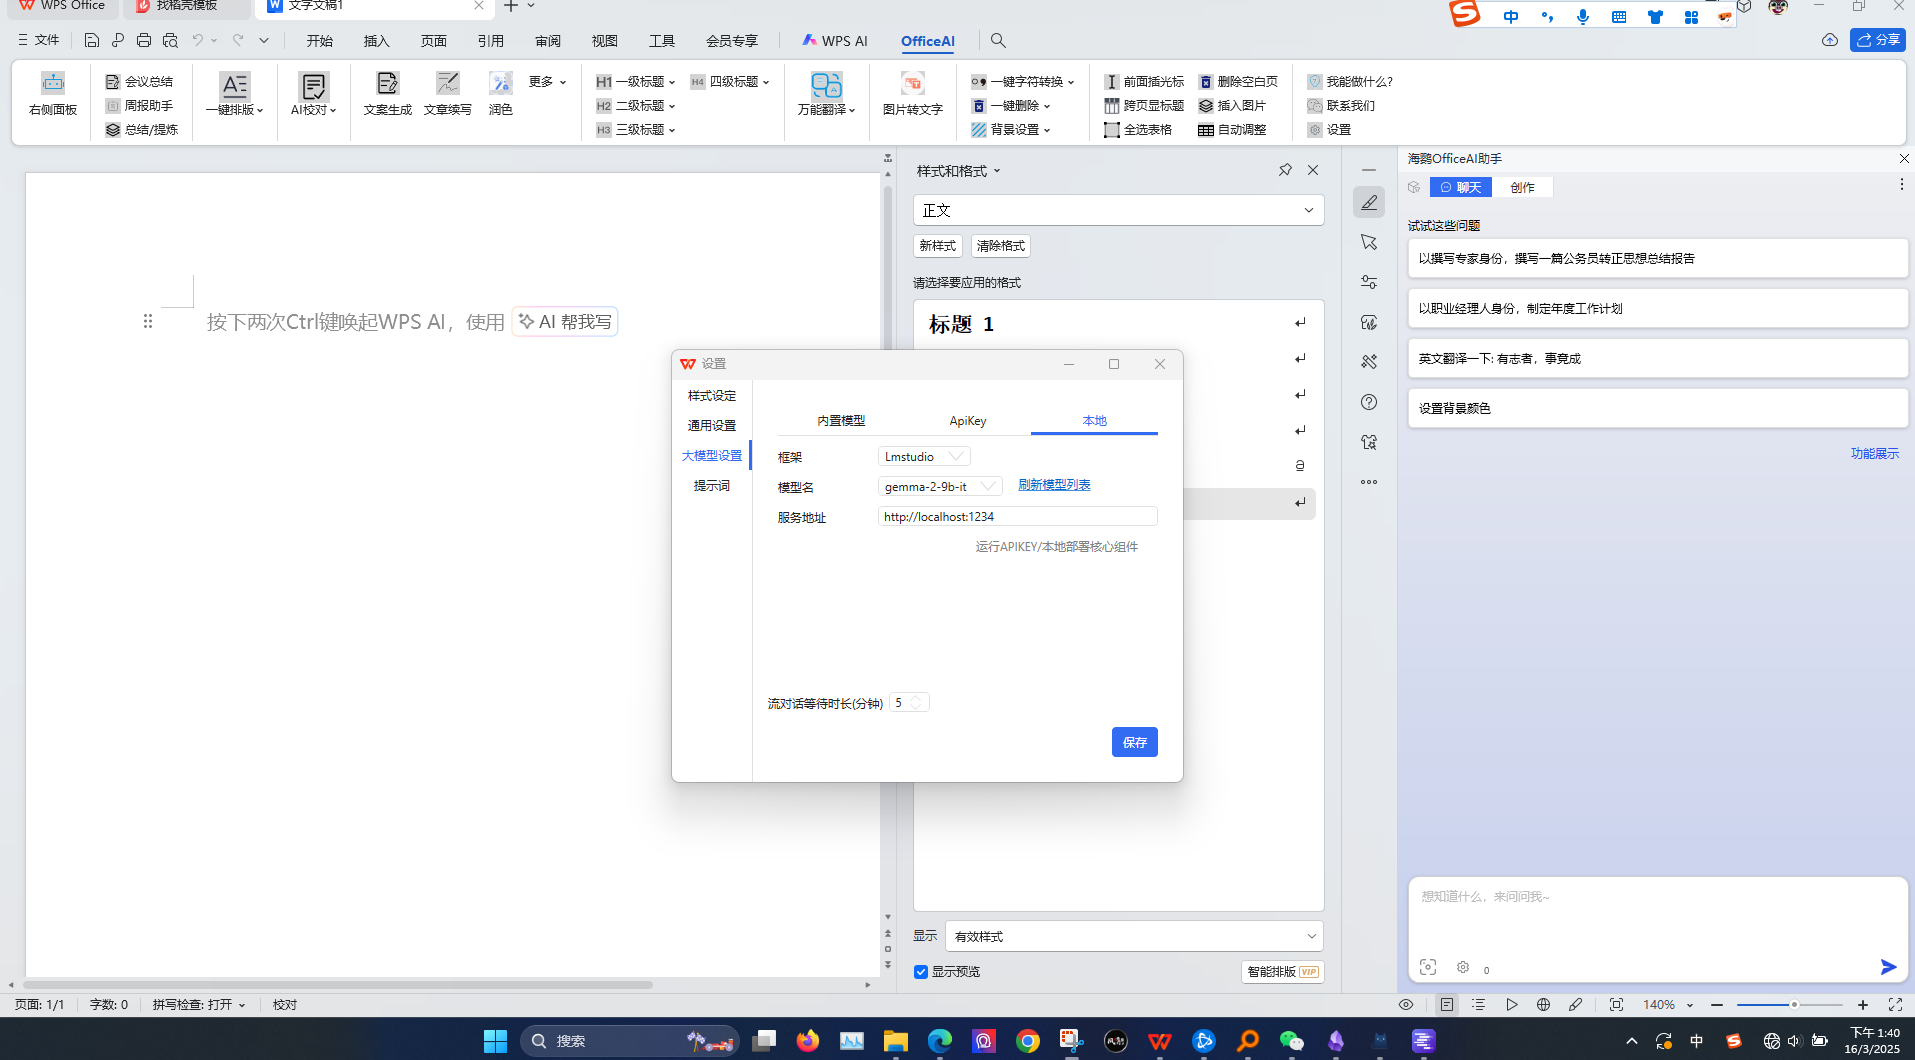 WPS Office
找稻壳模板
文字文稿1
中
文件
开始
插入
页面
引用
审阅
视图
工具
会员专享
WPS AI
OfficeAI
分享
右侧面板
会议总结
周报助手
总结/提炼
一键排版
AI校对
文案生成
文章续写
润色
更多
H1 一级标题
H2 二级标题
H3 三级标题
H4 四级标题
万能翻译
图片转文字
一键字符转换
一键删除
背景设置
前面插光标
跨页显标题
全选表格
删除空白页
插入图片
自动调整
我能做什么?
联系我们
设置
按下两次Ctrl键唤起WPS AI，使用 AI 帮我写
样式和格式
正文
新样式
清除格式
请选择要应用的格式
标题 1
a
设置
样式设定
通用设置
大模型设置
提示词
内置模型
ApiKey
本地
框架
Lmstudio
模型名
gemma-2-9b-it
刷新模型列表
服务地址
http://localhost:1234
运行APIKEY/本地部署核心组件
流对话等待时长(分钟)
5
保存
显示
有效样式
显示预览
智能排版 VIP
海鹦OfficeAI助手
聊天
创作
试试这些问题
以撰写专家身份，撰写一篇公务员转正思想总结报告
以职业经理人身份，制定年度工作计划
英文翻译一下: 有志者，事竟成
设置背景颜色
功能展示
想知道什么，来问问我~
0
页面: 1/1
字数: 0
拼写检查: 打开
校对
140%
搜索
中
下午 1:40
16/3/2025